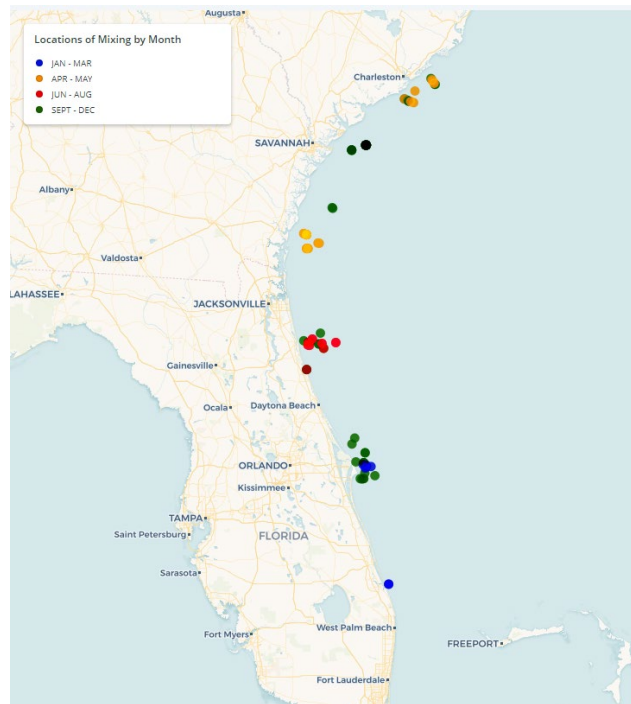 Augusta
Locations of Mixing by Month
JAN - MAR
APR - MAY
JUN - AUG
SEPT - DEC
Charleston
SAVANNAH
Albany
Valdosta
LAHASSEE
JACKSONVILLE
Gainesville
Ocala
Daytona Beach
ORLANDO
Kissimmee
TAMPA
Saint Petersburg
FLORIDA
Sarasota
Fort Myers
West Palm Beach
FREEPORT
Fort Lauderdale